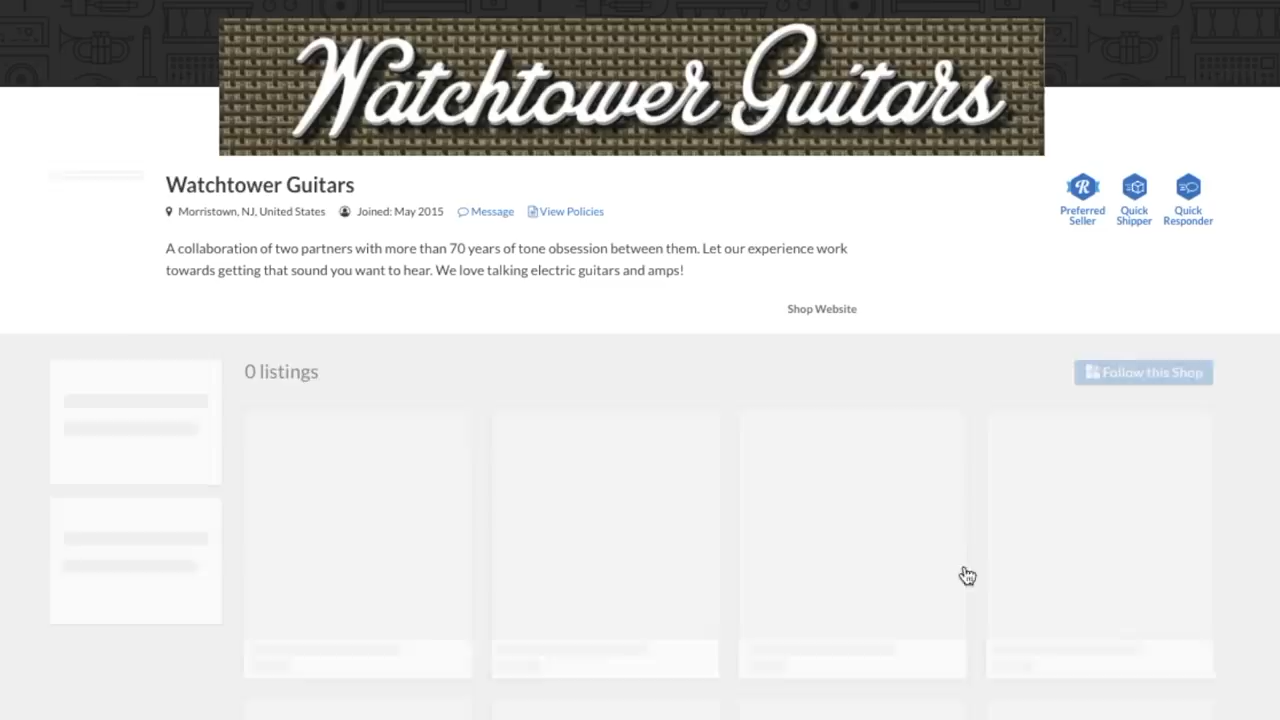 Watchtower Guitars
Watchtower Guitars
Morristown, NJ, United States Joined: May 2015 Message View Policies
Preferred Seller
Quick Shipper
Quick Responder
A collaboration of two partners with more than 70 years of tone obsession between them. Let our experience work
towards getting that sound you want to hear. We love talking electric guitars and amps!
Shop Website
0 listings
Follow this Shop